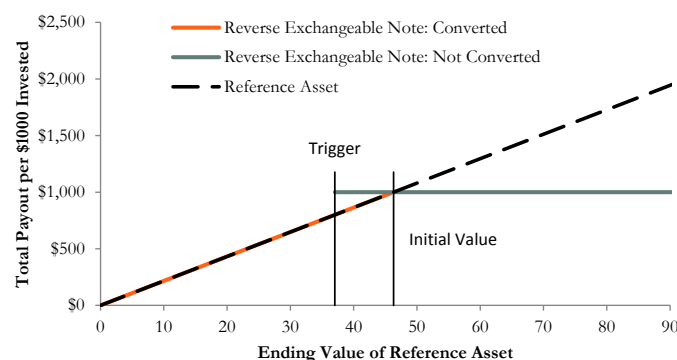 $2,500
$2,000
$1,500
$1,000
$500
$0
Total Payout per $1000 Invested
Reverse Exchangeable Note: Converted
Reverse Exchangeable Note: Not Converted
Reference Asset
Trigger
Initial Value
0 10 20 30 40 50 60 70 80 90
Ending Value of Reference Asset